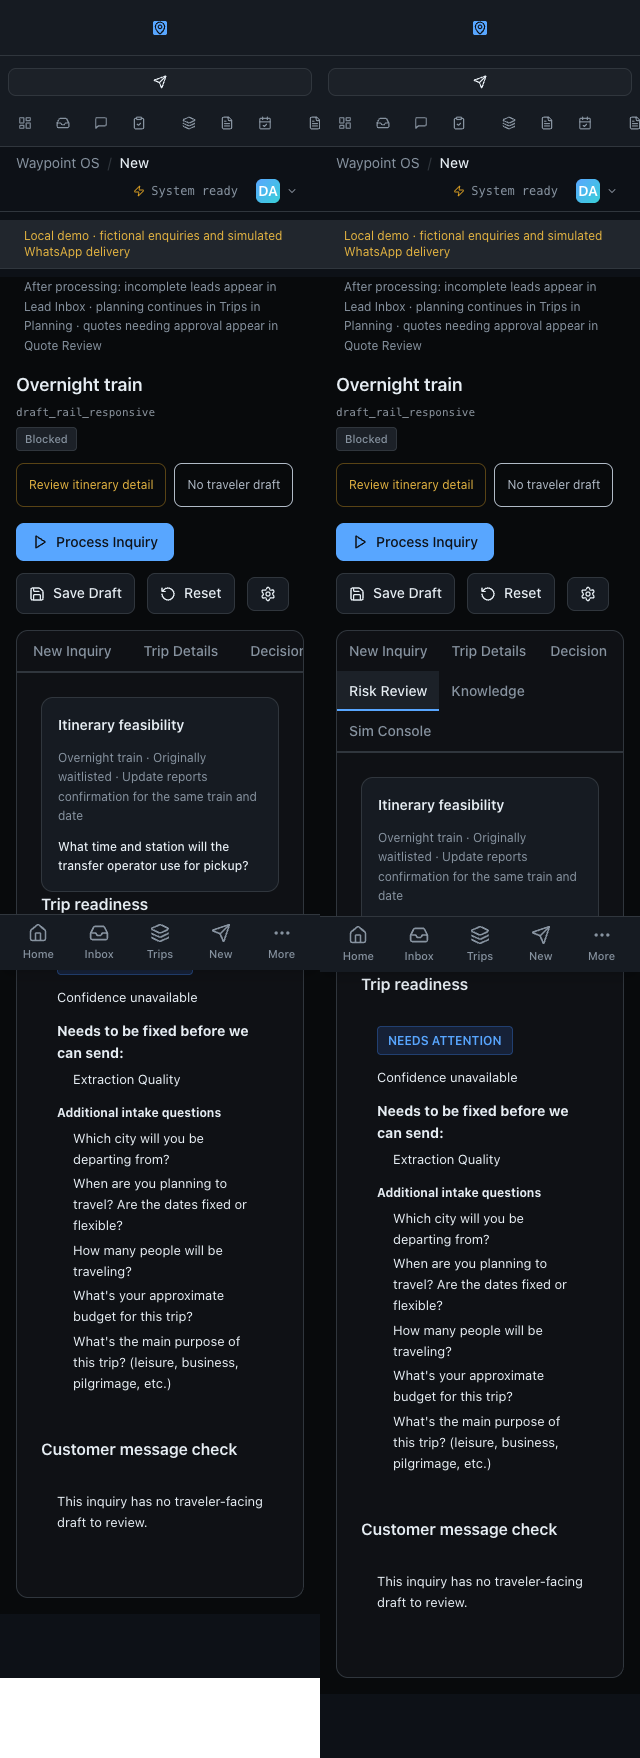 Waypoint OS / New
System ready DA
Local demo · fictional enquiries and simulated
WhatsApp delivery
After processing: incomplete leads appear in
Lead Inbox · planning continues in Trips in
Planning · quotes needing approval appear in
Quote Review
Overnight train
draft_rail_responsive
Blocked
Review itinerary detail
No traveler draft
Process Inquiry
Save Draft
Reset
New Inquiry
Trip Details
Decision
Itinerary feasibility
Overnight train · Originally
waitlisted · Update reports
confirmation for the same train and
date
What time and station will the
transfer operator use for pickup?
Trip readiness
Home
Inbox
Trips
New
More
Confidence unavailable
Needs to be fixed before we
can send:
Extraction Quality
Additional intake questions
Which city will you be
departing from?
When are you planning to
travel? Are the dates fixed or
flexible?
How many people will be
traveling?
What's your approximate
budget for this trip?
What's the main purpose of
this trip? (leisure, business,
pilgrimage, etc.)
Customer message check
This inquiry has no traveler-facing
draft to review.
Waypoint OS / New
System ready DA
Local demo · fictional enquiries and simulated
WhatsApp delivery
After processing: incomplete leads appear in
Lead Inbox · planning continues in Trips in
Planning · quotes needing approval appear in
Quote Review
Overnight train
draft_rail_responsive
Blocked
Review itinerary detail
No traveler draft
Process Inquiry
Save Draft
Reset
New Inquiry
Trip Details
Decision
Risk Review
Knowledge
Sim Console
Itinerary feasibility
Overnight train · Originally
waitlisted · Update reports
confirmation for the same train and
date
Home
Inbox
Trips
New
More
Trip readiness
NEEDS ATTENTION
Confidence unavailable
Needs to be fixed before we
can send:
Extraction Quality
Additional intake questions
Which city will you be
departing from?
When are you planning to
travel? Are the dates fixed or
flexible?
How many people will be
traveling?
What's your approximate
budget for this trip?
What's the main purpose of
this trip? (leisure, business,
pilgrimage, etc.)
Customer message check
This inquiry has no traveler-facing
draft to review.